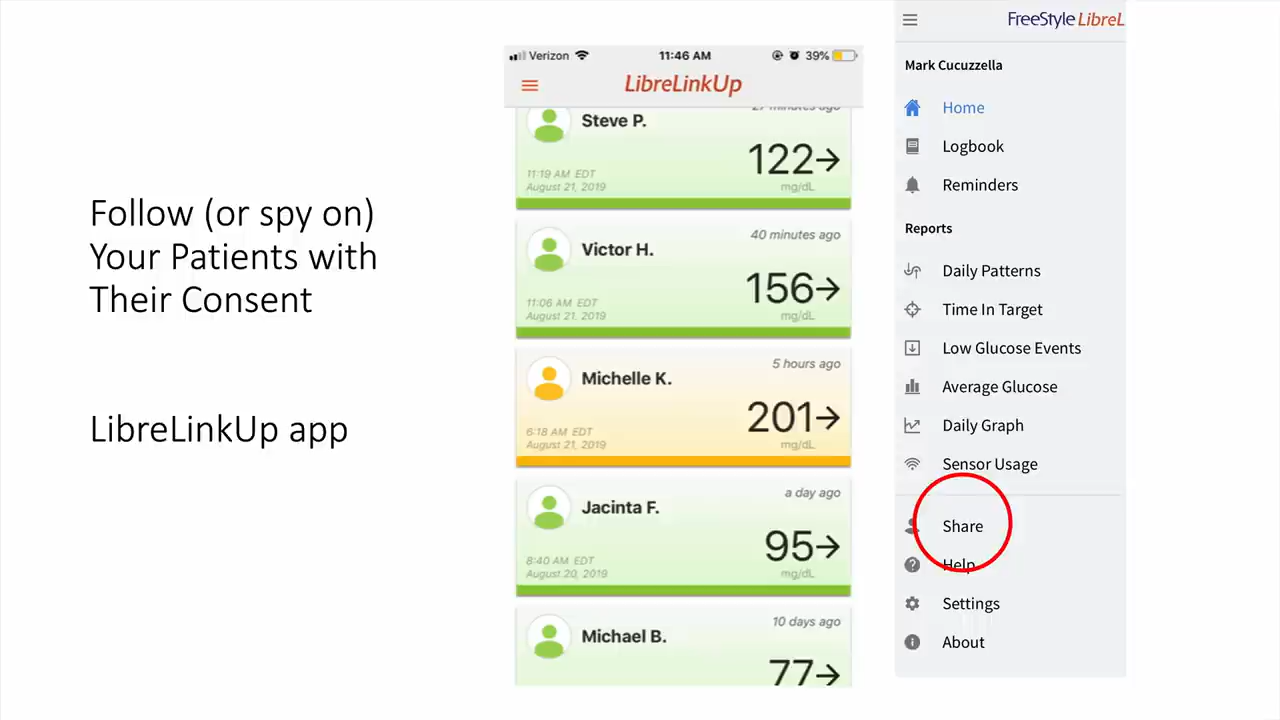 Follow (or spy on)
Your Patients with
Their Consent
LibreLinkUp app
Verizon
11:46 AM
39%
LibreLinkUp
27 minutes ago
Steve P.
122→
11:19 AM EDT
August 21, 2019
mg/dL
40 minutes ago
Victor H.
156→
11:06 AM EDT
August 21, 2019
mg/dL
5 hours ago
Michelle K.
201→
6:18 AM EDT
August 21, 2019
mg/dL
a day ago
Jacinta F.
95→
8:40 AM EDT
August 20, 2019
mg/dL
10 days ago
Michael B.
77→
FreeStyle LibreL
Mark Cucuzzella
Home
Logbook
Reminders
Reports
Daily Patterns
Time In Target
Low Glucose Events
Average Glucose
Daily Graph
Sensor Usage
Share
Help
Settings
About